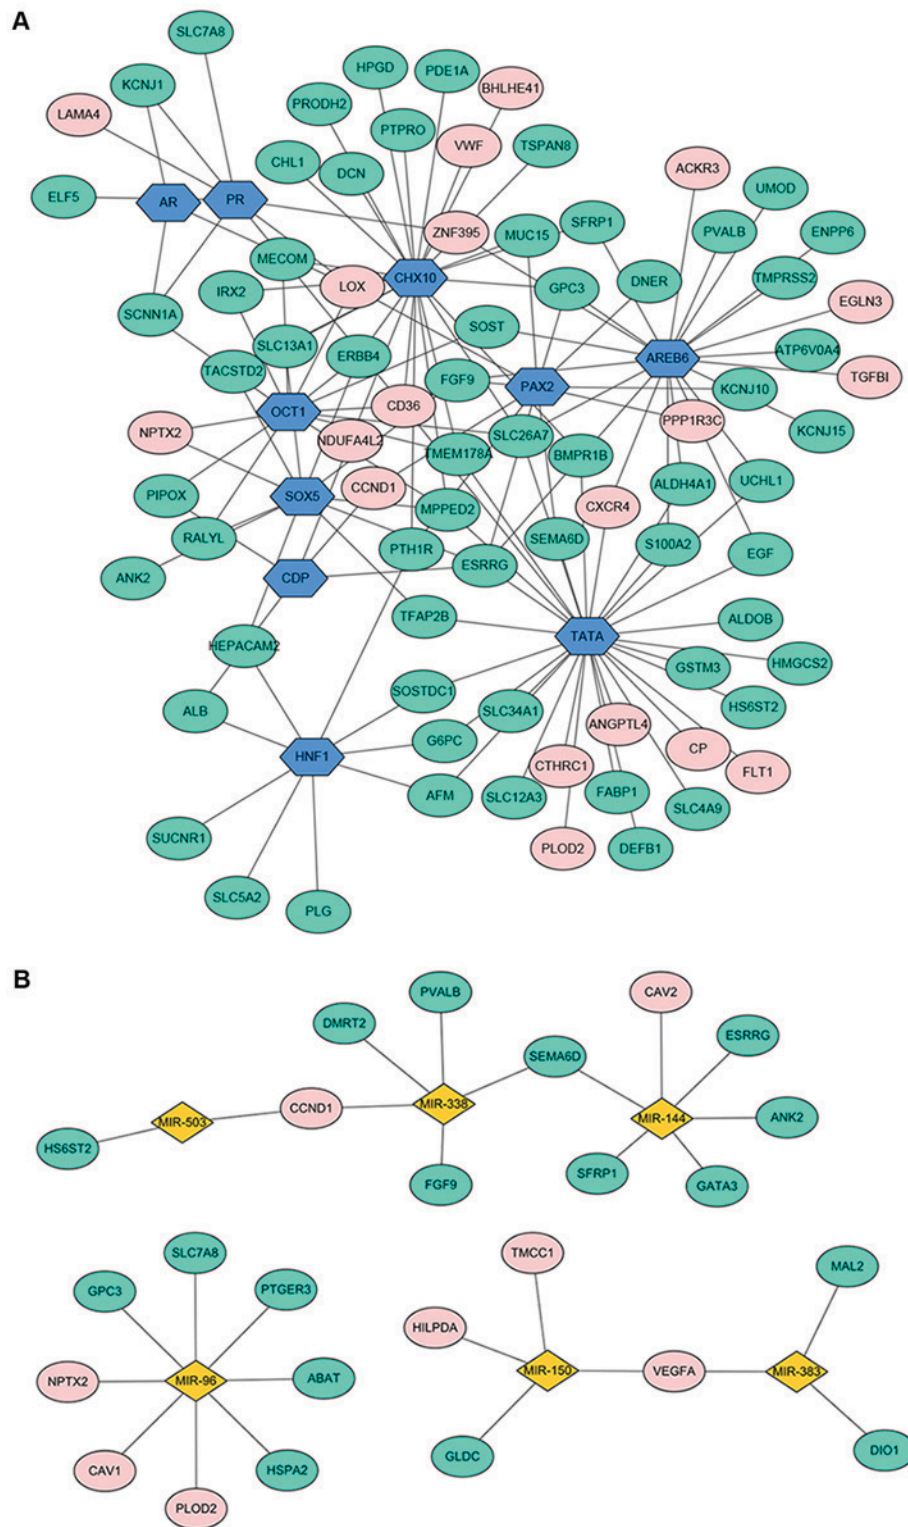 A
SLC7A8
HPGD
PDE1A
KCNJ1
BHLHE41
PRODH2
LAMA4
PTPRO
VWF
TSPAN8
CHL1
DCN
ACKR3
UMOD
ELF5
AR
PR
ZNF395
MUC15
SFRP1
PVALB
ENPP6
MECOM
CHX10
LOX
IRX2
GPC3
DNER
TMPRSS2
EGLN3
SCNN1A
SLC13A1
ERBB4
SOST
AREB6
ATP6V0A4
TACSTD2
FGF9
PAX2
TGFBI
KCNJ10
OCT1
CD36
PPP1R3C
NPTX2
NDUFA4L2
SLC26A7
KCNJ15
TMEM178A
BMPR1B
PIPOX
SOX5
CCND1
ALDH4A1
UCHL1
MPPED2
CXCR4
RALYL
SEMA6D
S100A2
PTH1R
EGF
ANK2
CDP
ESRRG
TFAP2B
ALDOB
HEPACAM2
TATA
GSTM3
HMGCS2
SOSTDC1
HS6ST2
ALB
SLC34A1
ANGPTL4
G6PC
CP
HNF1
CTHRC1
FLT1
AFM
SLC12A3
FABP1
SLC4A9
SUCNR1
PLOD2
DEFB1
SLC5A2
PLG
B
PVALB
CAV2
DMRT2
ESRRG
SEMA6D
CCND1
MIR-338
MIR-503
MIR-144
ANK2
HS6ST2
SFRP1
FGF9
GATA3
SLC7A8
TMCC1
MAL2
GPC3
PTGER3
HILPDA
NPTX2
MIR-96
ABAT
MIR-150
VEGFA
MIR-383
GLDC
DIO1
CAV1
HSPA2
PLOD2